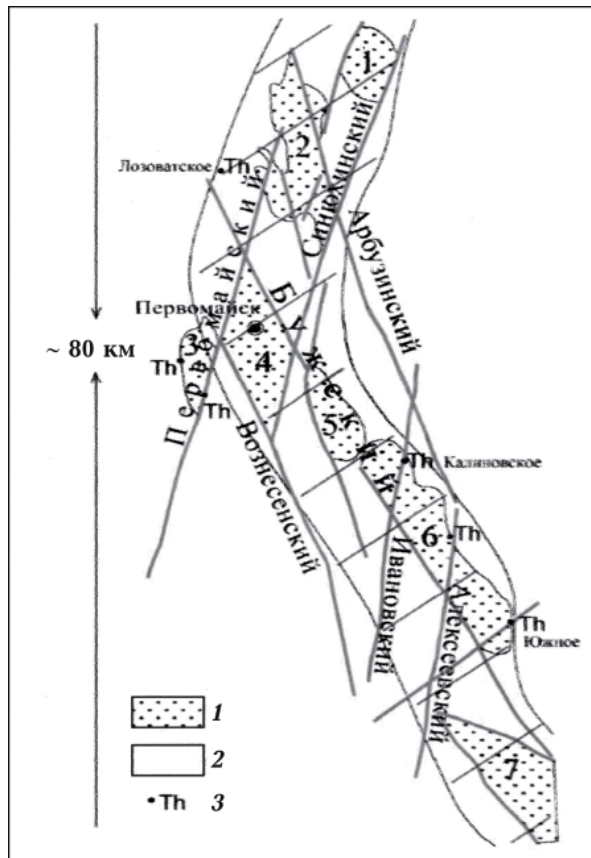 1
2
Синюхинский
Лозоватское
Th
Арбузинский
Первомайский
Бужский
Первомайск
3
4
~ 80 км
Th
Th
5
Вознесенский
Th
Калиновское
6
Th
Ивановский
Алексеевский
Th
Южное
7
1
2
Th 3